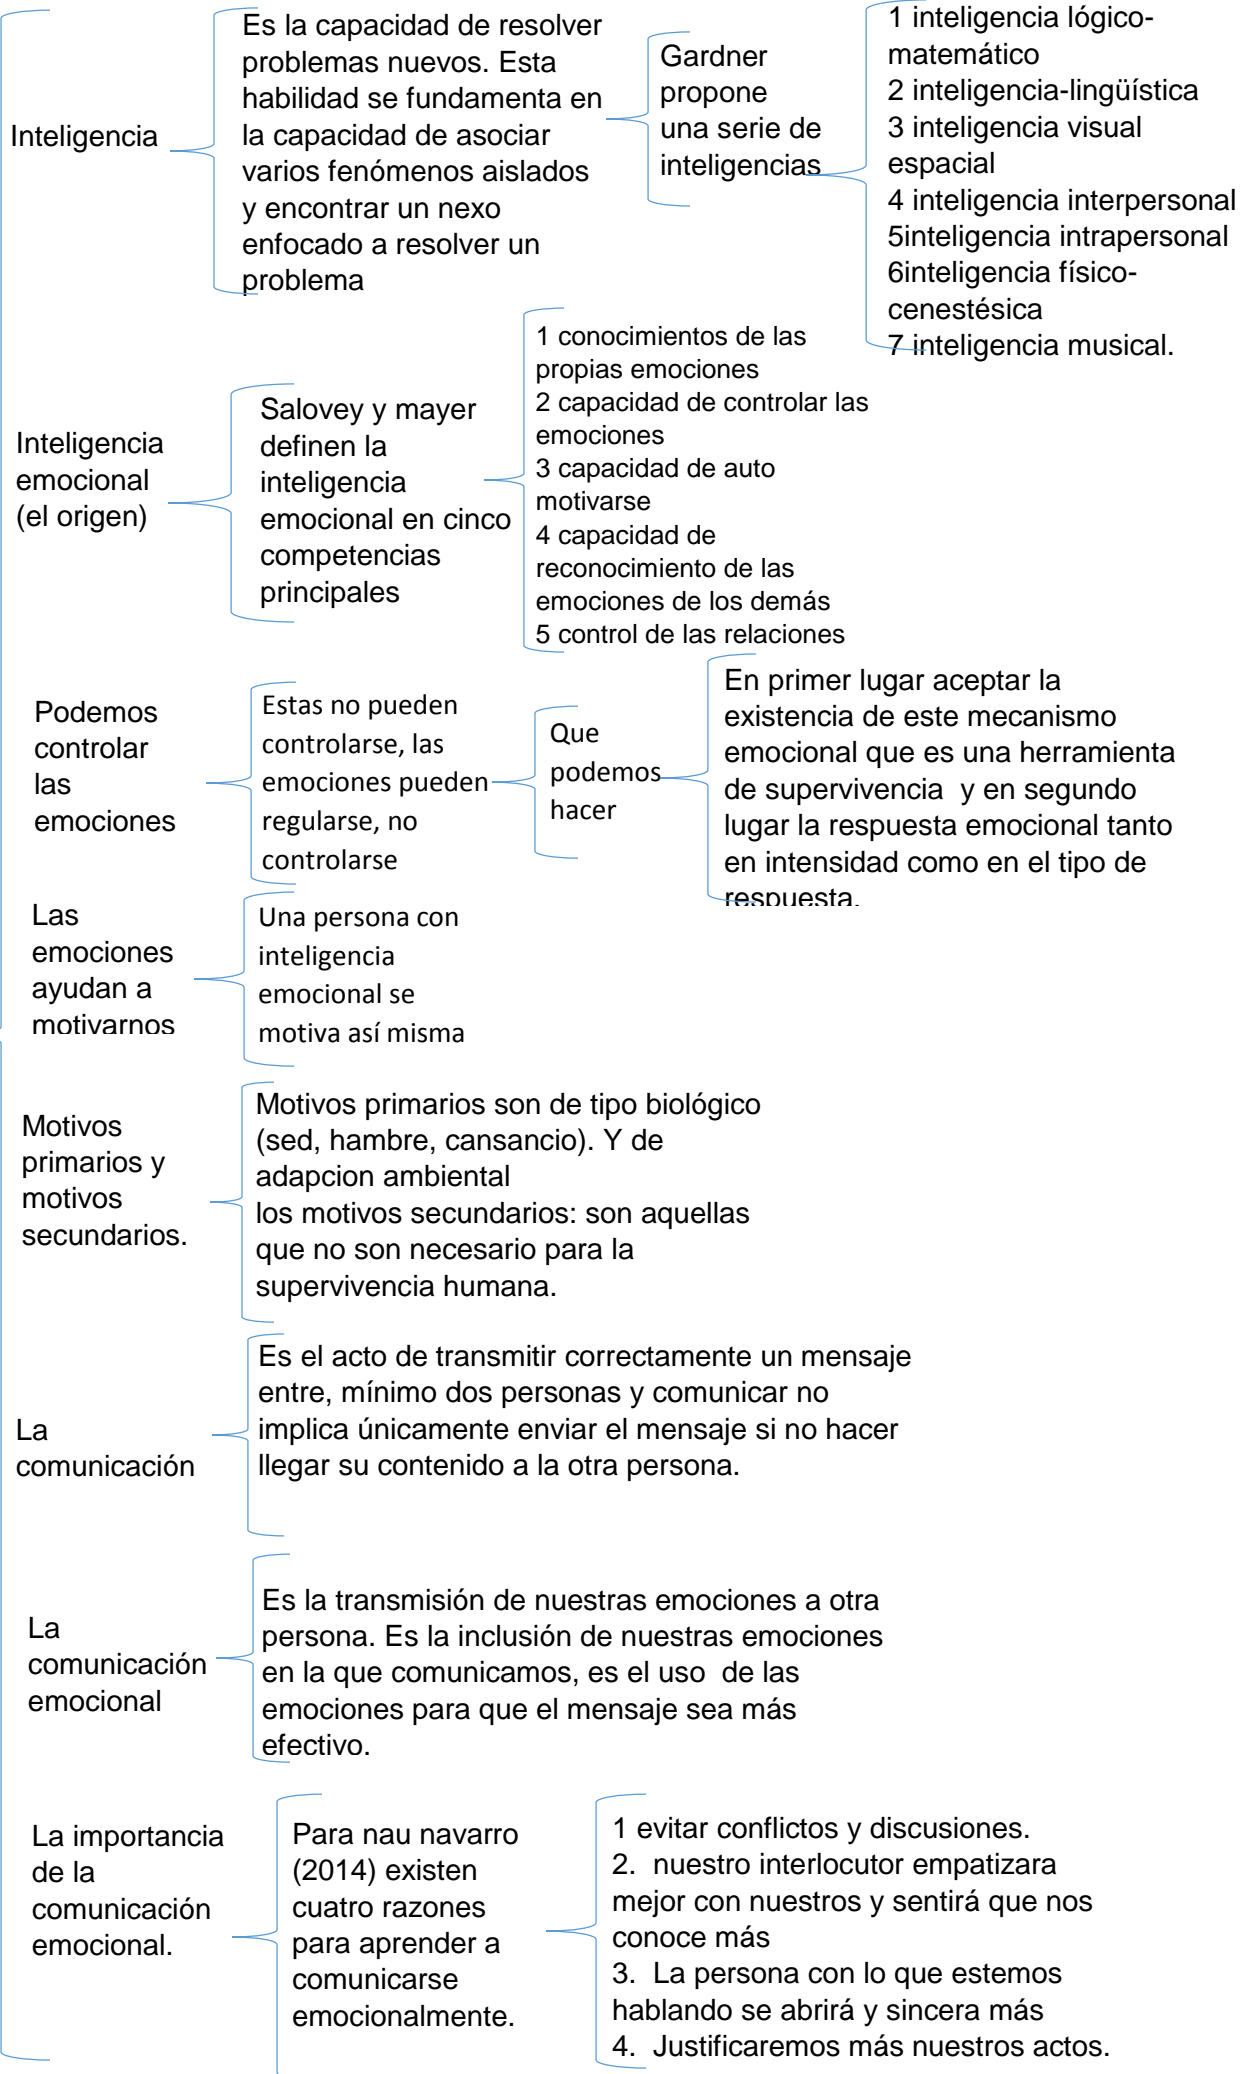 Inteligencia
Es la capacidad de resolver
problemas nuevos. Esta
habilidad se fundamenta en
la capacidad de asociar
varios fenómenos aislados
y encontrar un nexo
enfocado a resolver un
problema
Gardner
propone
una serie de
inteligencias
1 inteligencia lógico-
matemático
2 inteligencia-lingüística
3 inteligencia visual
espacial
4 inteligencia interpersonal
5inteligencia intrapersonal
6inteligencia físico-
cenestésica
7 inteligencia musical.
Inteligencia
emocional
(el origen)
Salovey y mayer
definen la
inteligencia
emocional en cinco
competencias
principales
1 conocimientos de las
propias emociones
2 capacidad de controlar las
emociones
3 capacidad de auto
motivarse
4 capacidad de
reconocimiento de las
emociones de los demás
5 control de las relaciones
Podemos
controlar
las
emociones
Estas no pueden
controlarse, las
emociones pueden
regularse, no
controlarse
Que
podemos
hacer
En primer lugar aceptar la
existencia de este mecanismo
emocional que es una herramienta
de supervivencia  y en segundo
lugar la respuesta emocional tanto
en intensidad como en el tipo de
respuesta.
Las
emociones
ayudan a
motivarnos
Una persona con
inteligencia
emocional se
motiva así misma
Motivos
primarios y
motivos
secundarios.
Motivos primarios son de tipo biológico
(sed, hambre, cansancio). Y de
adapcion ambiental
los motivos secundarios: son aquellas
que no son necesario para la
supervivencia humana.
La
comunicación
Es el acto de transmitir correctamente un mensaje
entre, mínimo dos personas y comunicar no
implica únicamente enviar el mensaje si no hacer
llegar su contenido a la otra persona.
La
comunicación
emocional
Es la transmisión de nuestras emociones a otra
persona. Es la inclusión de nuestras emociones
en la que comunicamos, es el uso  de las
emociones para que el mensaje sea más
efectivo.
La importancia
de la
comunicación
emocional.
Para nau navarro
(2014) existen
cuatro razones
para aprender a
comunicarse
emocionalmente.
1 evitar conflictos y discusiones.
2.  nuestro interlocutor empatizara
mejor con nuestros y sentirá que nos
conoce más
3.  La persona con lo que estemos
hablando se abrirá y sincera más
4.  Justificaremos más nuestros actos.